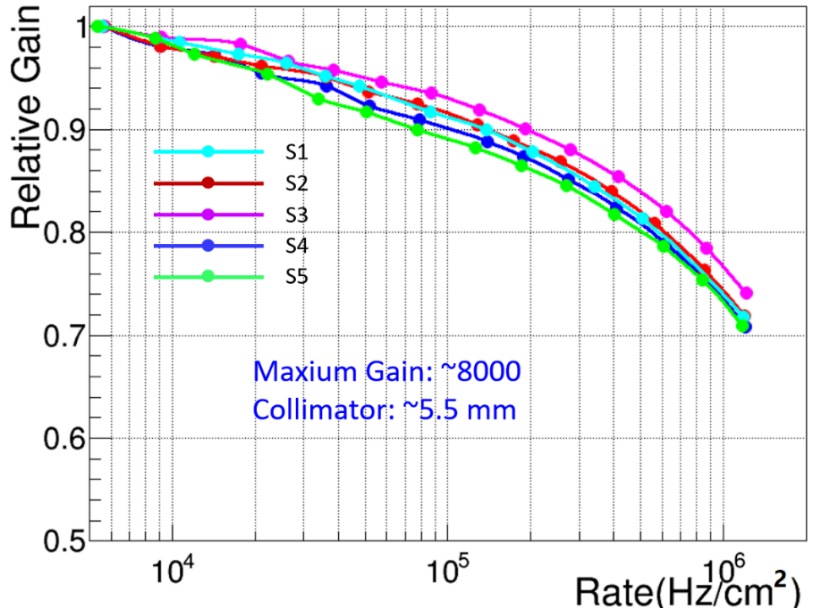 Relative Gain
1
0.9
0.8
0.7
0.6
0.5
S1
S2
S3
S4
S5
Maxium Gain: ~8000
Collimator: ~5.5 mm
10⁴
10⁵
10⁶
Rate(Hz/cm²)